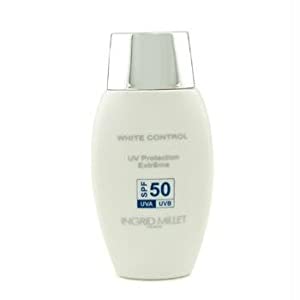 WHITE CONTROL
UV Protection
Extrême
SPF 50
UVA UVB
INGRID MILLET